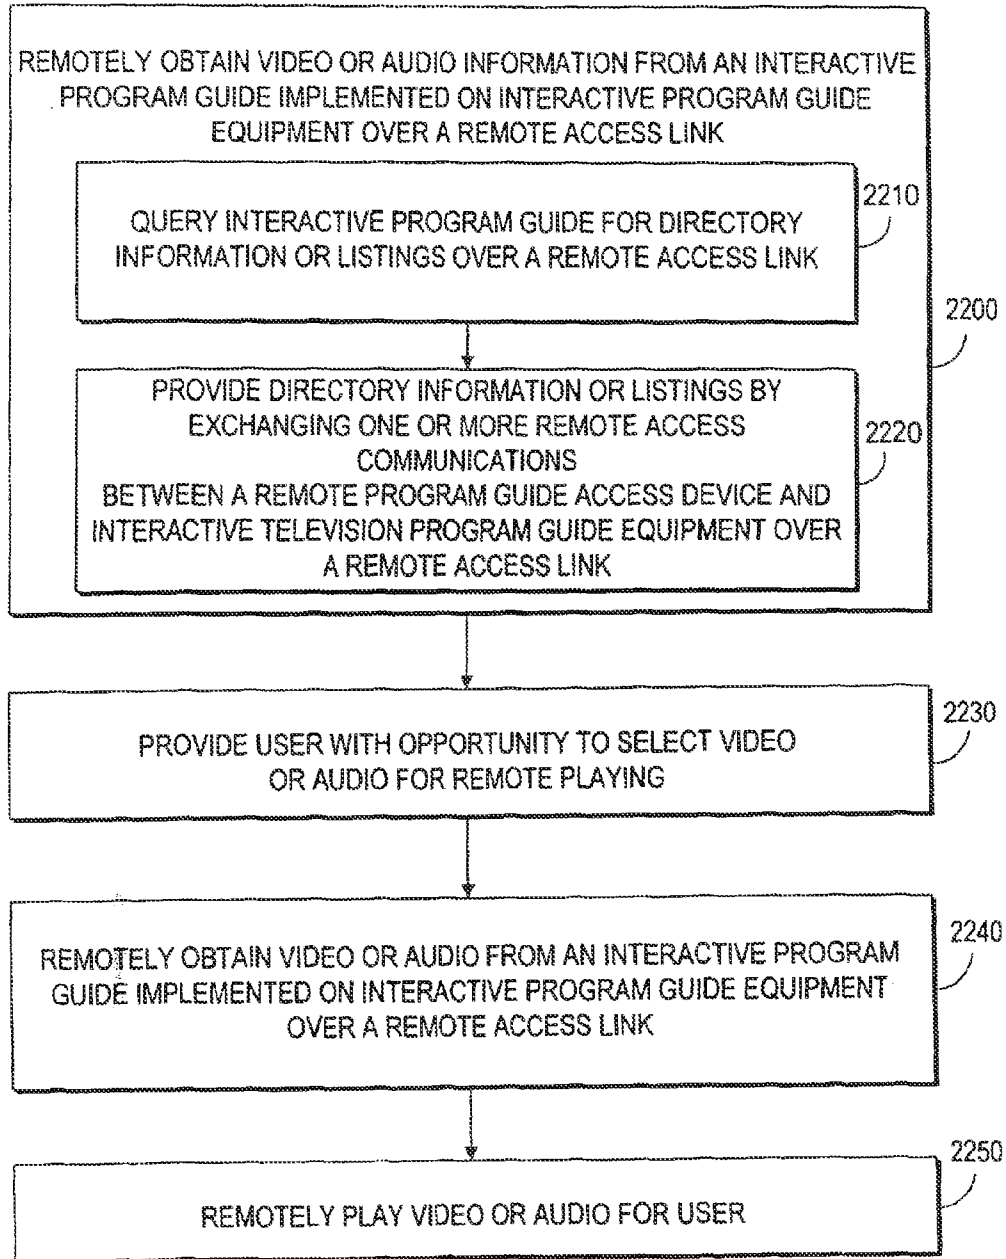 REMOTELY OBTAIN VIDEO OR AUDIO INFORMATION FROM AN INTERACTIVE
PROGRAM GUIDE IMPLEMENTED ON INTERACTIVE PROGRAM GUIDE
EQUIPMENT OVER A REMOTE ACCESS LINK
2210
QUERY INTERACTIVE PROGRAM GUIDE FOR DIRECTORY
INFORMATION OR LISTINGS OVER A REMOTE ACCESS LINK
2200
PROVIDE DIRECTORY INFORMATION OR LISTINGS BY
EXCHANGING ONE OR MORE REMOTE ACCESS
2220
COMMUNICATIONS
BETWEEN A REMOTE PROGRAM GUIDE ACCESS DEVICE AND
INTERACTIVE TELEVISION PROGRAM GUIDE EQUIPMENT OVER
A REMOTE ACCESS LINK
2230
PROVIDE USER WITH OPPORTUNITY TO SELECT VIDEO
OR AUDIO FOR REMOTE PLAYING
2240
REMOTELY OBTAIN VIDEO OR AUDIO FROM AN INTERACTIVE PROGRAM
GUIDE IMPLEMENTED ON INTERACTIVE PROGRAM GUIDE EQUIPMENT
OVER A REMOTE ACCESS LINK
2250
REMOTELY PLAY VIDEO OR AUDIO FOR USER